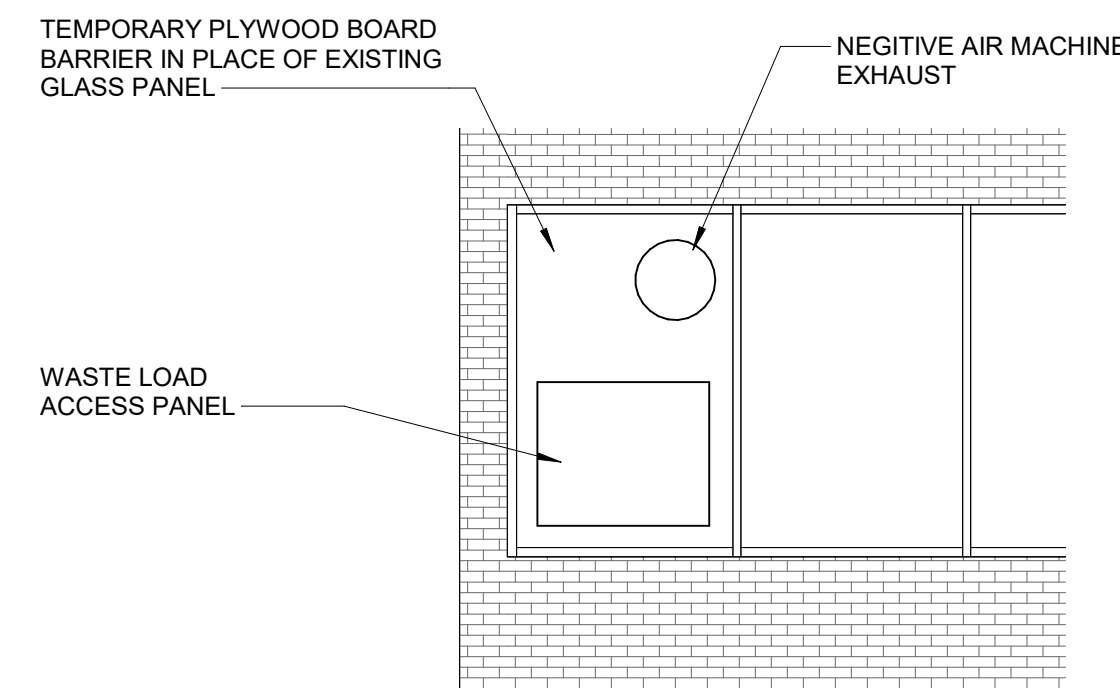 TEMPORARY PLYWOOD BOARD
BARRIER IN PLACE OF EXISTING
GLASS PANEL
NEGITIVE AIR MACHINE
EXHAUST
WASTE LOAD
ACCESS PANEL